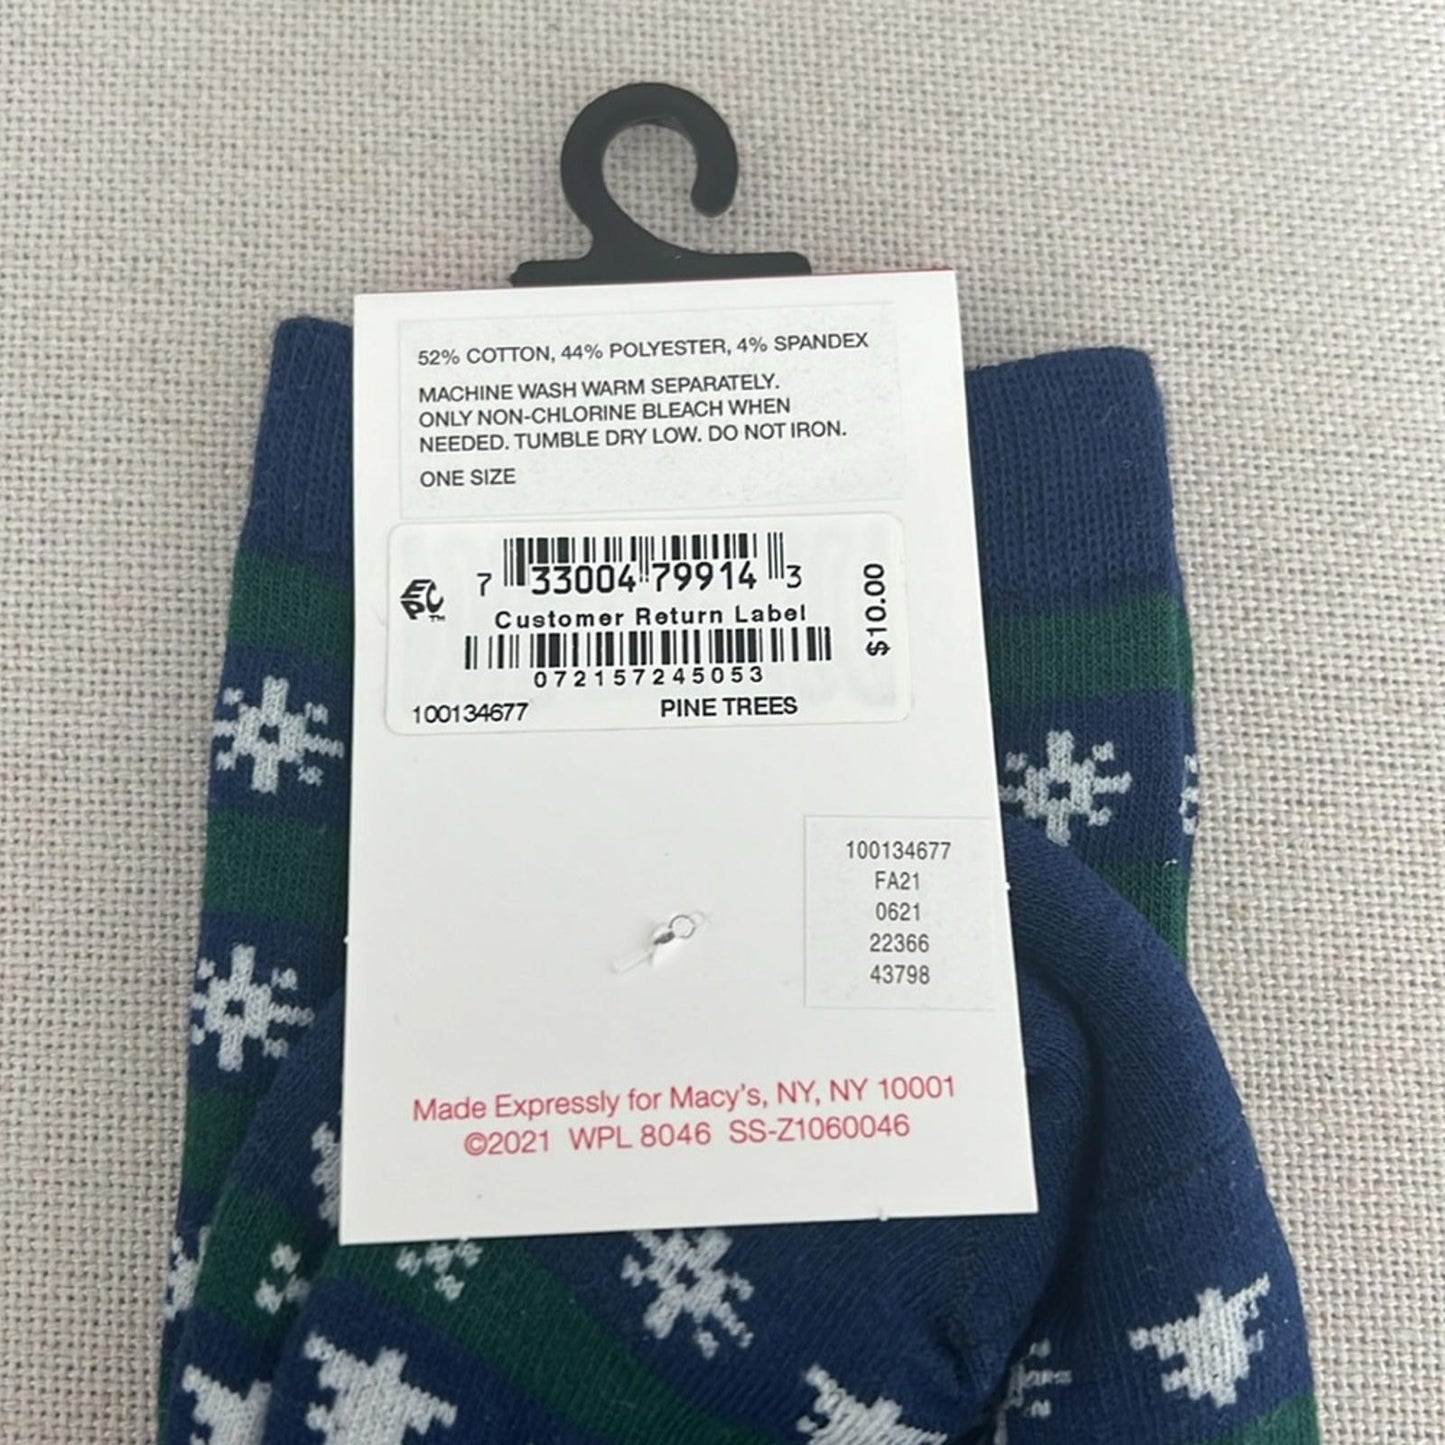 52% COTTON, 44% POLYESTER, 4% SPANDEX
MACHINE WASH WARM SEPARATELY.
ONLY NON-CHLORINE BLEACH WHEN
NEEDED. TUMBLE DRY LOW. DO NOT IRON.
ONE SIZE
EPC™
7 33004 79914 3
$10.00
Customer Return Label
072157245053
100134677 PINE TREES
100134677
FA21
0621
22366
43798
Made Expressly for Macy's, NY, NY 10001
©2021 WPL 8046 SS-Z1060046